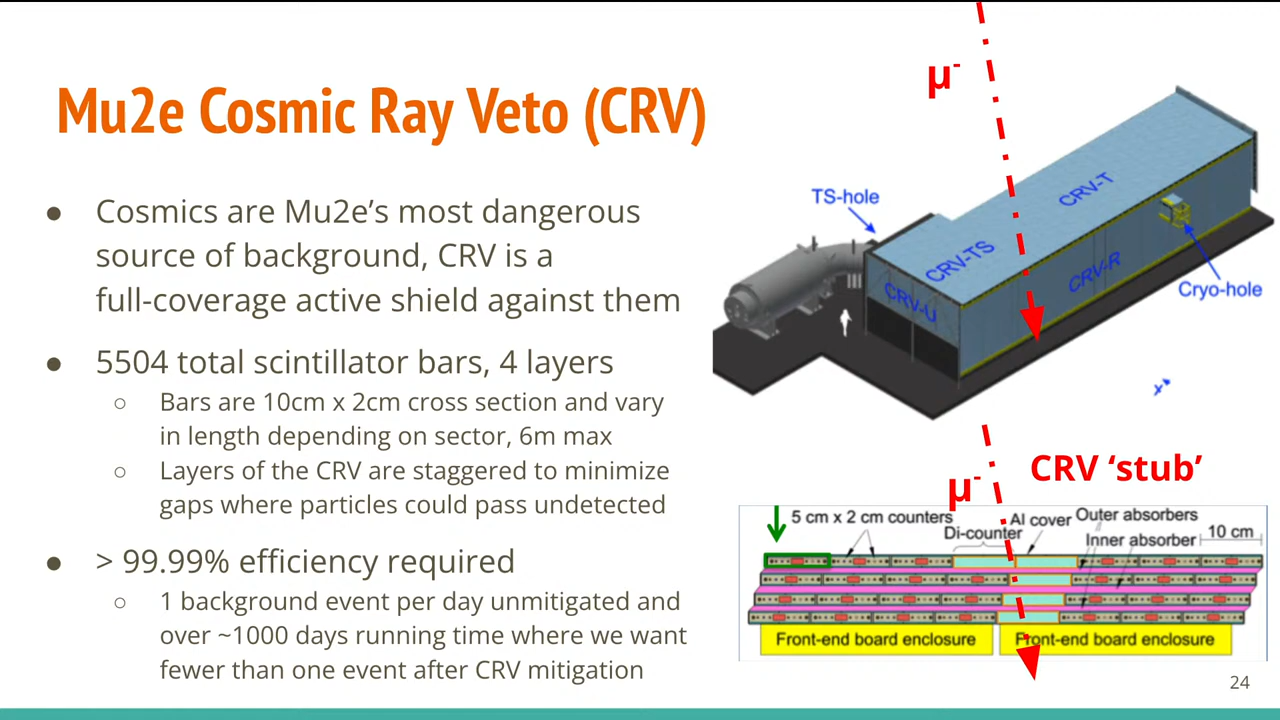 Mu2e Cosmic Ray Veto (CRV)
● Cosmics are Mu2e’s most dangerous
source of background, CRV is a
full-coverage active shield against them
● 5504 total scintillator bars, 4 layers
○ Bars are 10cm x 2cm cross section and vary
in length depending on sector, 6m max
○ Layers of the CRV are staggered to minimize
gaps where particles could pass undetected
● > 99.99% efficiency required
○ 1 background event per day unmitigated and
over ~1000 days running time where we want
fewer than one event after CRV mitigation
μ-
TS-hole
CRV-T
CRV-TS
CRV-R
CRV-U
Cryo-hole
μ-
CRV ‘stub’
5 cm x 2 cm counters
Di-counter
Al cover
Outer absorbers
Inner absorber
10 cm
Front-end board enclosure
Front-end board enclosure
24